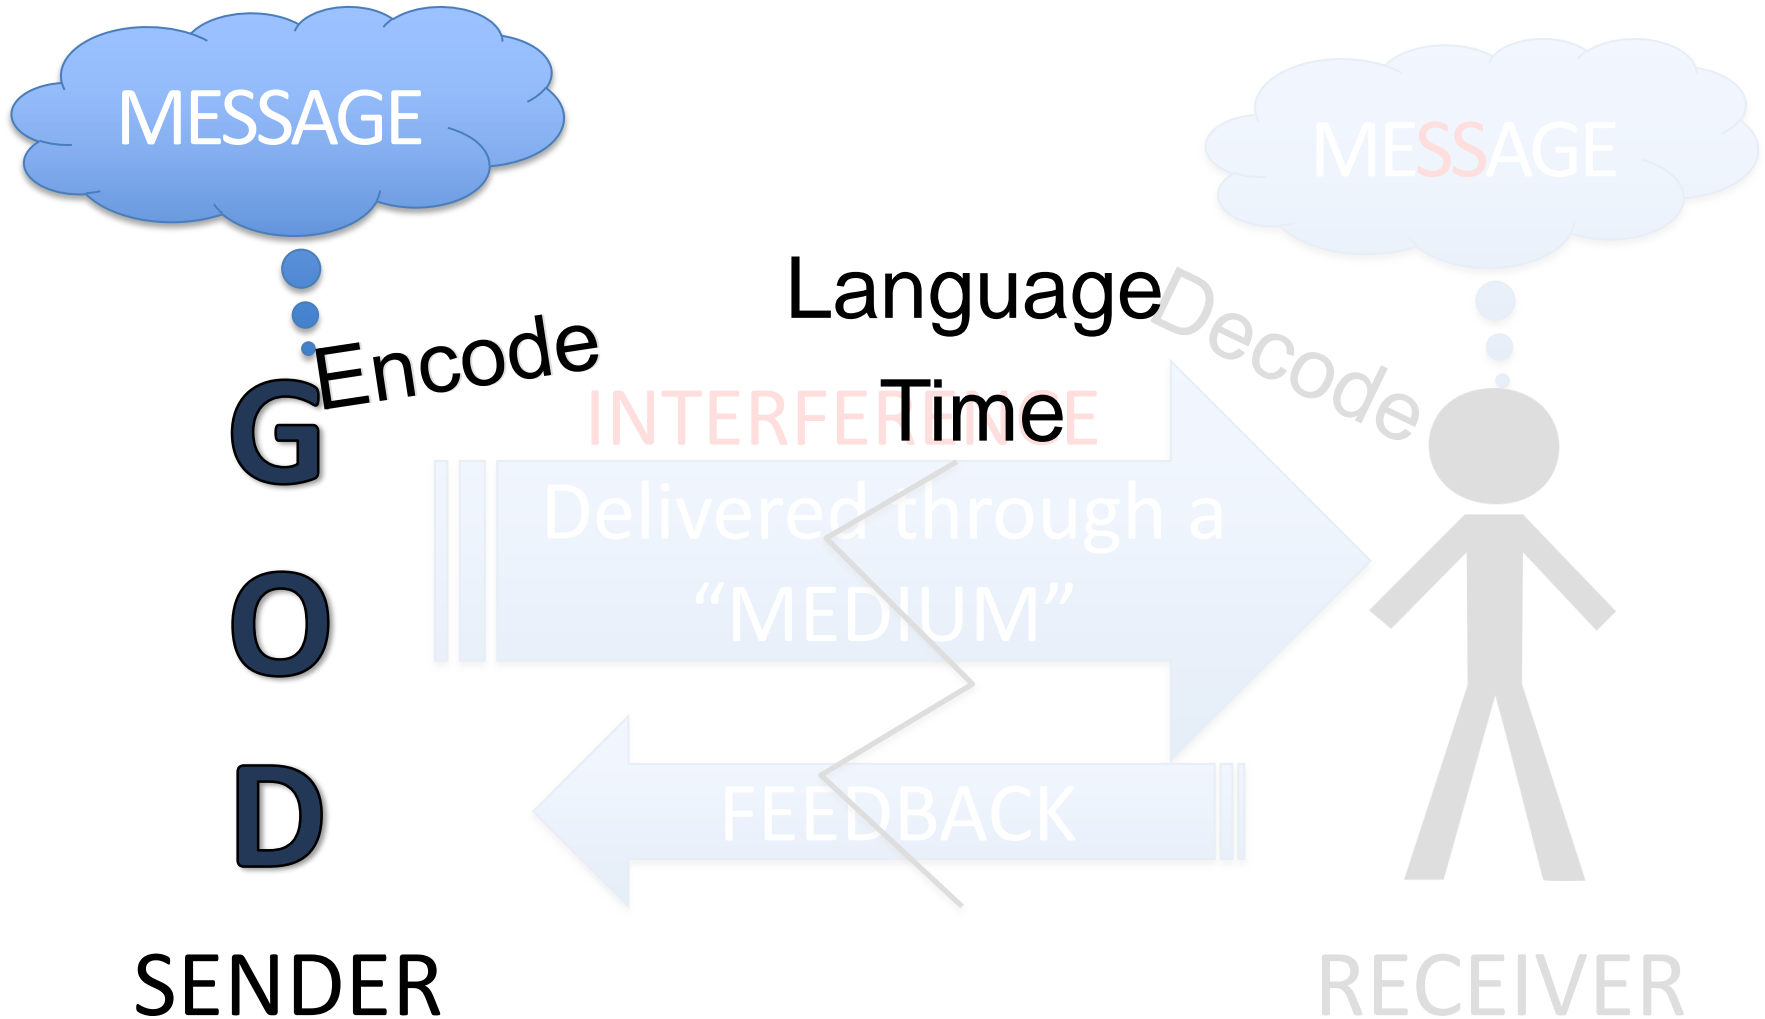 MESSAGE
MESSAGE
Language
Encode
Decode
Time
INTERFERENCE
G
O
D
Delivered through a
“MEDIUM”
FEEDBACK
SENDER
RECEIVER